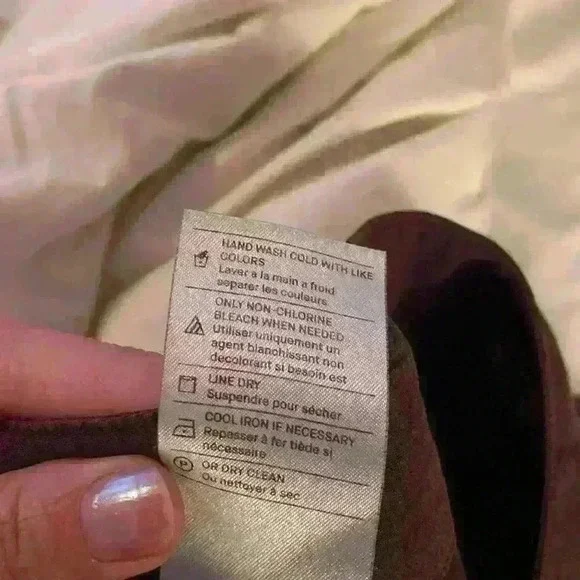 HAND WASH COLD WITH LIKE
COLORS
Laver a la main a froid
separer les couleurs
ONLY NON-CHLORINE
BLEACH WHEN NEEDED
Utiliser uniquement un
agent blanchissant non
decolorant si besoin est
LINE DRY
Suspendre pour sécher
COOL IRON IF NECESSARY
Repasser à fer tiède si
nécessaire
P
OR DRY CLEAN
Ou nettoyer à sec